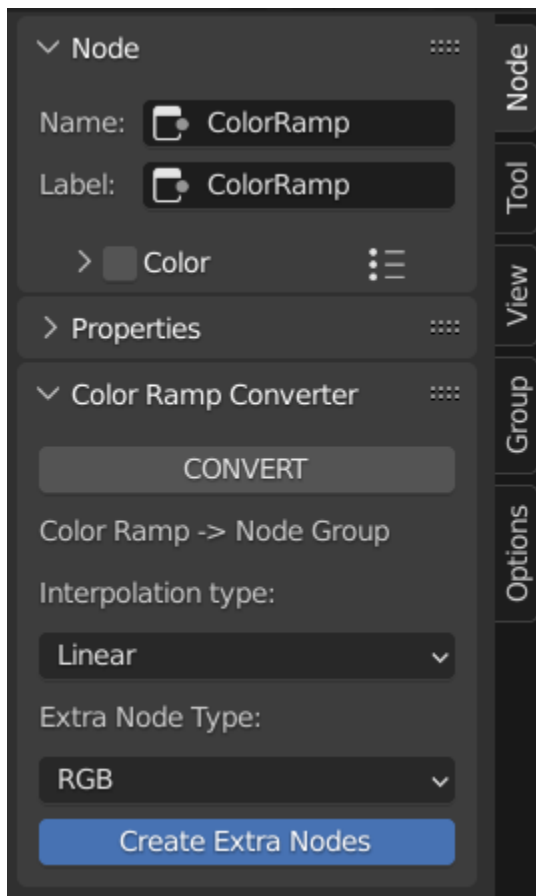 Node
Name: ColorRamp
Label: ColorRamp
Color
Properties
Color Ramp Converter
CONVERT
Color Ramp -> Node Group
Interpolation type:
Linear
Extra Node Type:
RGB
Create Extra Nodes
Node
Tool
View
Group
Options